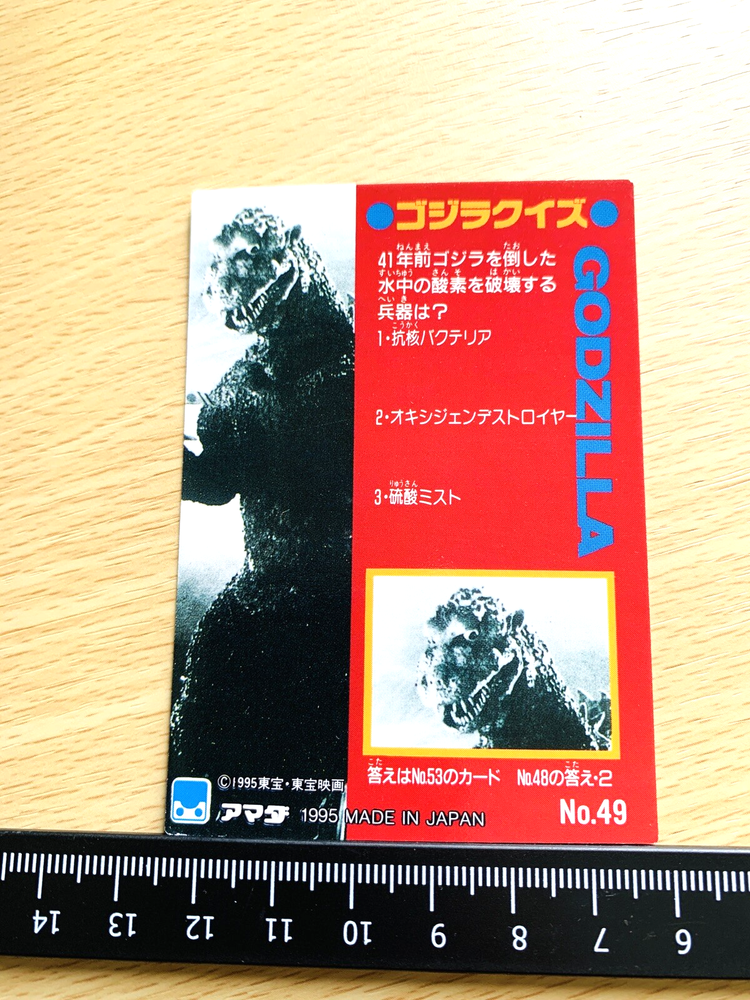 ゴジラクイズ
GODZILLA
41年前ゴジラを倒した
水中の酸素を破壊する
兵器は？
1・抗核バクテリア
2・オキシジェンデストロイヤー
3・硫酸ミスト
答えはNo.53のカード No.48の答え・2
©1995東宝・東宝映画
アマダ 1995 MADE IN JAPAN
No.49
14 13 12 11 10 9 8 7 6